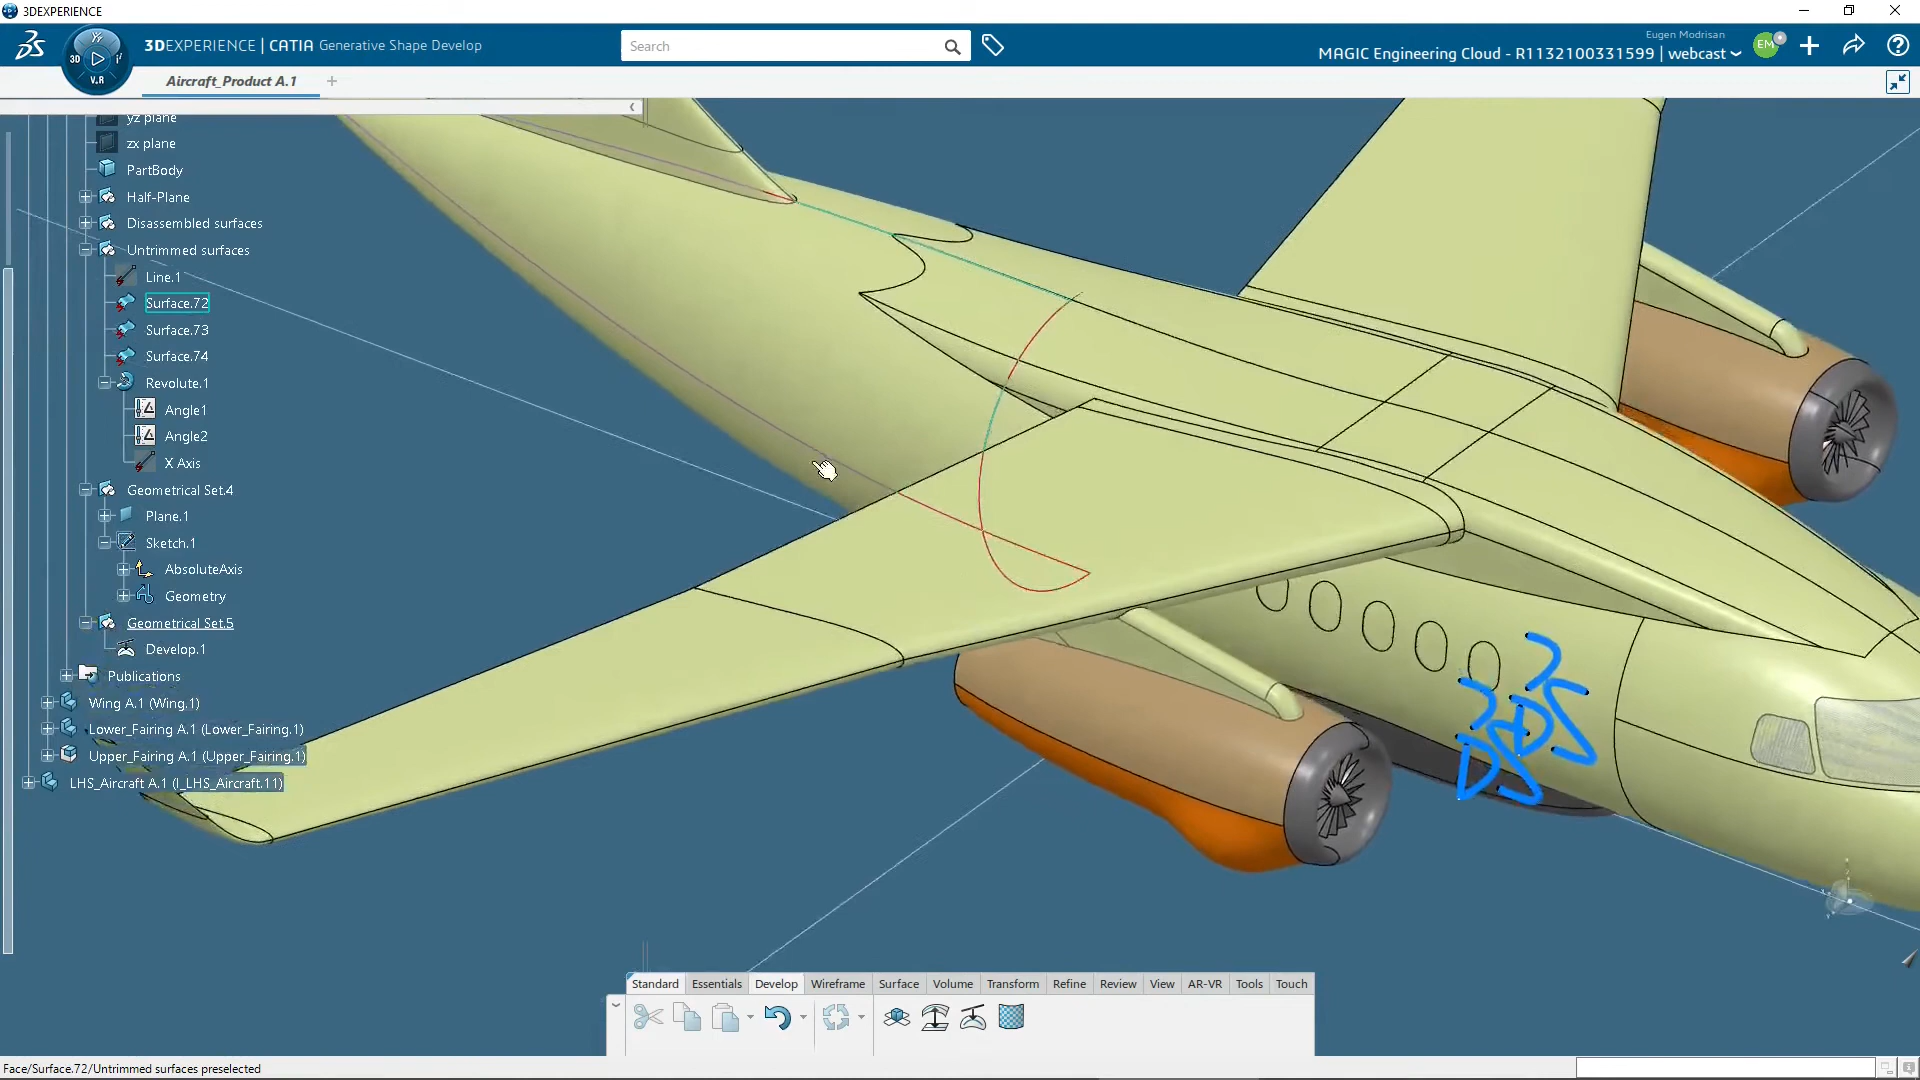 3DEXPERIENCE
3DEXPERIENCE | CATIA Generative Shape Develop
3D
V.R
Search
Eugen Modrisan
MAGIC Engineering Cloud - R1132100331599 | webcast
EM
Aircraft_Product A.1
yz plane
zx plane
PartBody
Half-Plane
Disassembled surfaces
Untrimmed surfaces
Line.1
Surface.72
Surface.73
Surface.74
Revolute.1
Angle1
Angle2
X Axis
Geometrical Set.4
Plane.1
Sketch.1
AbsoluteAxis
Geometry
Geometrical Set.5
Develop.1
Publications
Wing A.1 (Wing.1)
Lower_Fairing A.1 (Lower_Fairing.1)
Upper_Fairing A.1 (Upper_Fairing.1)
LHS_Aircraft A.1 (I_LHS_Aircraft.11)
Standard Essentials Develop Wireframe Surface Volume Transform Refine Review View AR-VR Tools Touch
Face/Surface.72/Untrimmed surfaces preselected